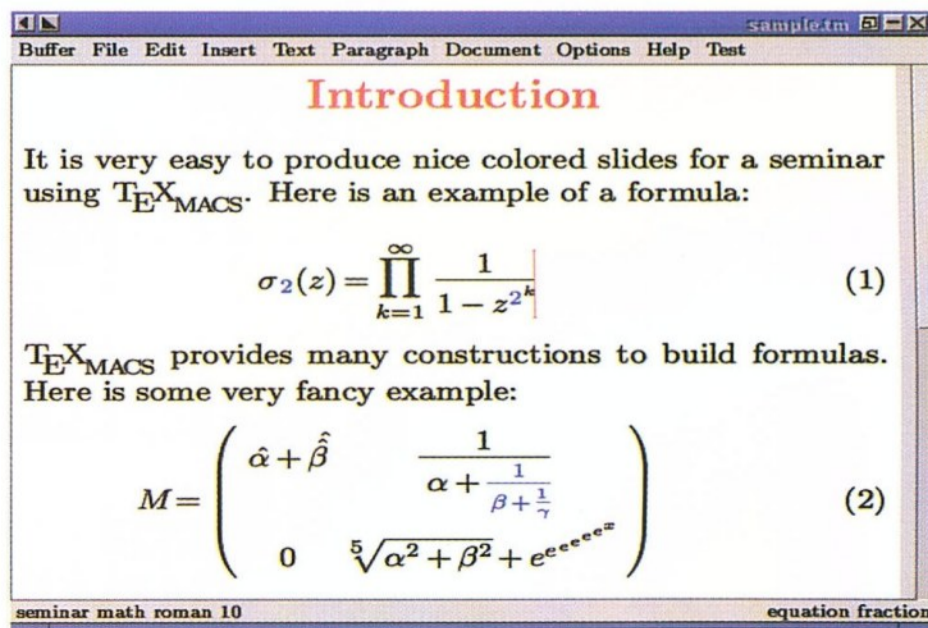 sample.tm
Buffer File Edit Insert Text Paragraph Document Options Help Test
Introduction
It is very easy to produce nice colored slides for a seminar
using TEXMACS. Here is an example of a formula:
σ₂(z) = ∏_{k=1}^{∞} 1/(1 − z^{2^k}) (1)
TEXMACS provides many constructions to build formulas.
Here is some very fancy example:
M = ( α̂ + β̂̂ 1/(α + 1/(β + 1/γ)) (2)
0 ⁵√(α² + β²) + e^{e^{e^{e^{e^{e^{x}}}}}} )
seminar math roman 10 equation fraction